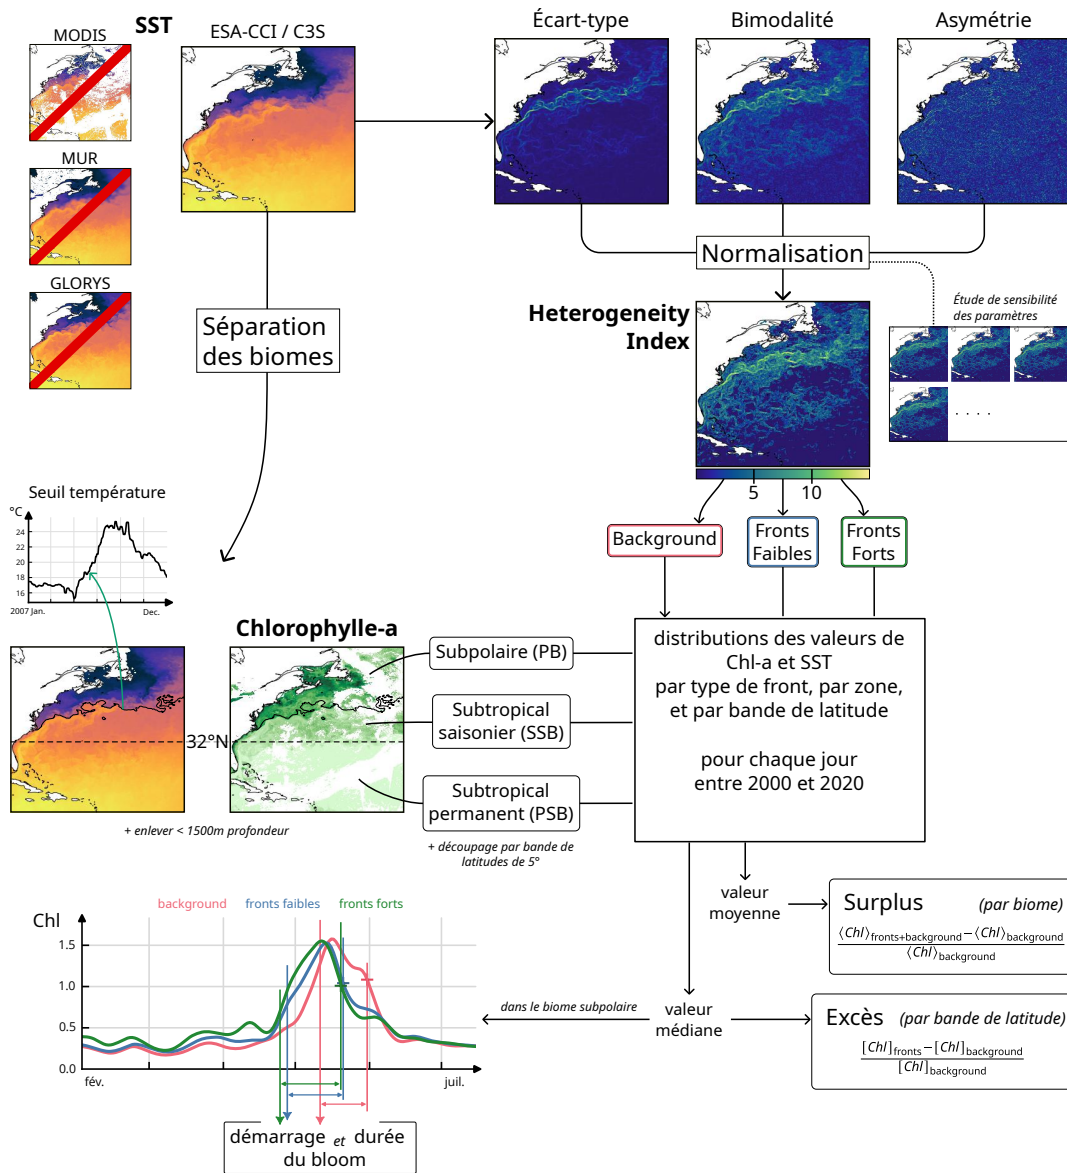 SST
MODIS
ESA-CCI / C3S
MUR
GLORYS
Écart-type
Bimodalité
Asymétrie
Normalisation
Étude de sensibilité
des paramètres
Heterogeneity
Index
. . . .
5
10
Séparation
des biomes
Background
Fronts
Faibles
Fronts
Forts
Seuil température
°C
24
22
20
18
16
2007 Jan.
Dec.
Chlorophylle-a
32°N
+ enlever < 1500m profondeur
Subpolaire (PB)
Subtropical
saisonier (SSB)
Subtropical
permanent (PSB)
+ découpage par bande de
latitudes de 5°
distributions des valeurs de
Chl-a et SST
par type de front, par zone,
et par bande de latitude
pour chaque jour
entre 2000 et 2020
valeur
moyenne
Surplus (par biome)
⟨Chl⟩fronts+background − ⟨Chl⟩background
⟨Chl⟩background
valeur
médiane
dans le biome subpolaire
Excès (par bande de latitude)
[Chl]fronts − [Chl]background
[Chl]background
background fronts faibles fronts forts
Chl
1.5
1.0
0.5
0.0
fév.
juil.
démarrage et durée
du bloom